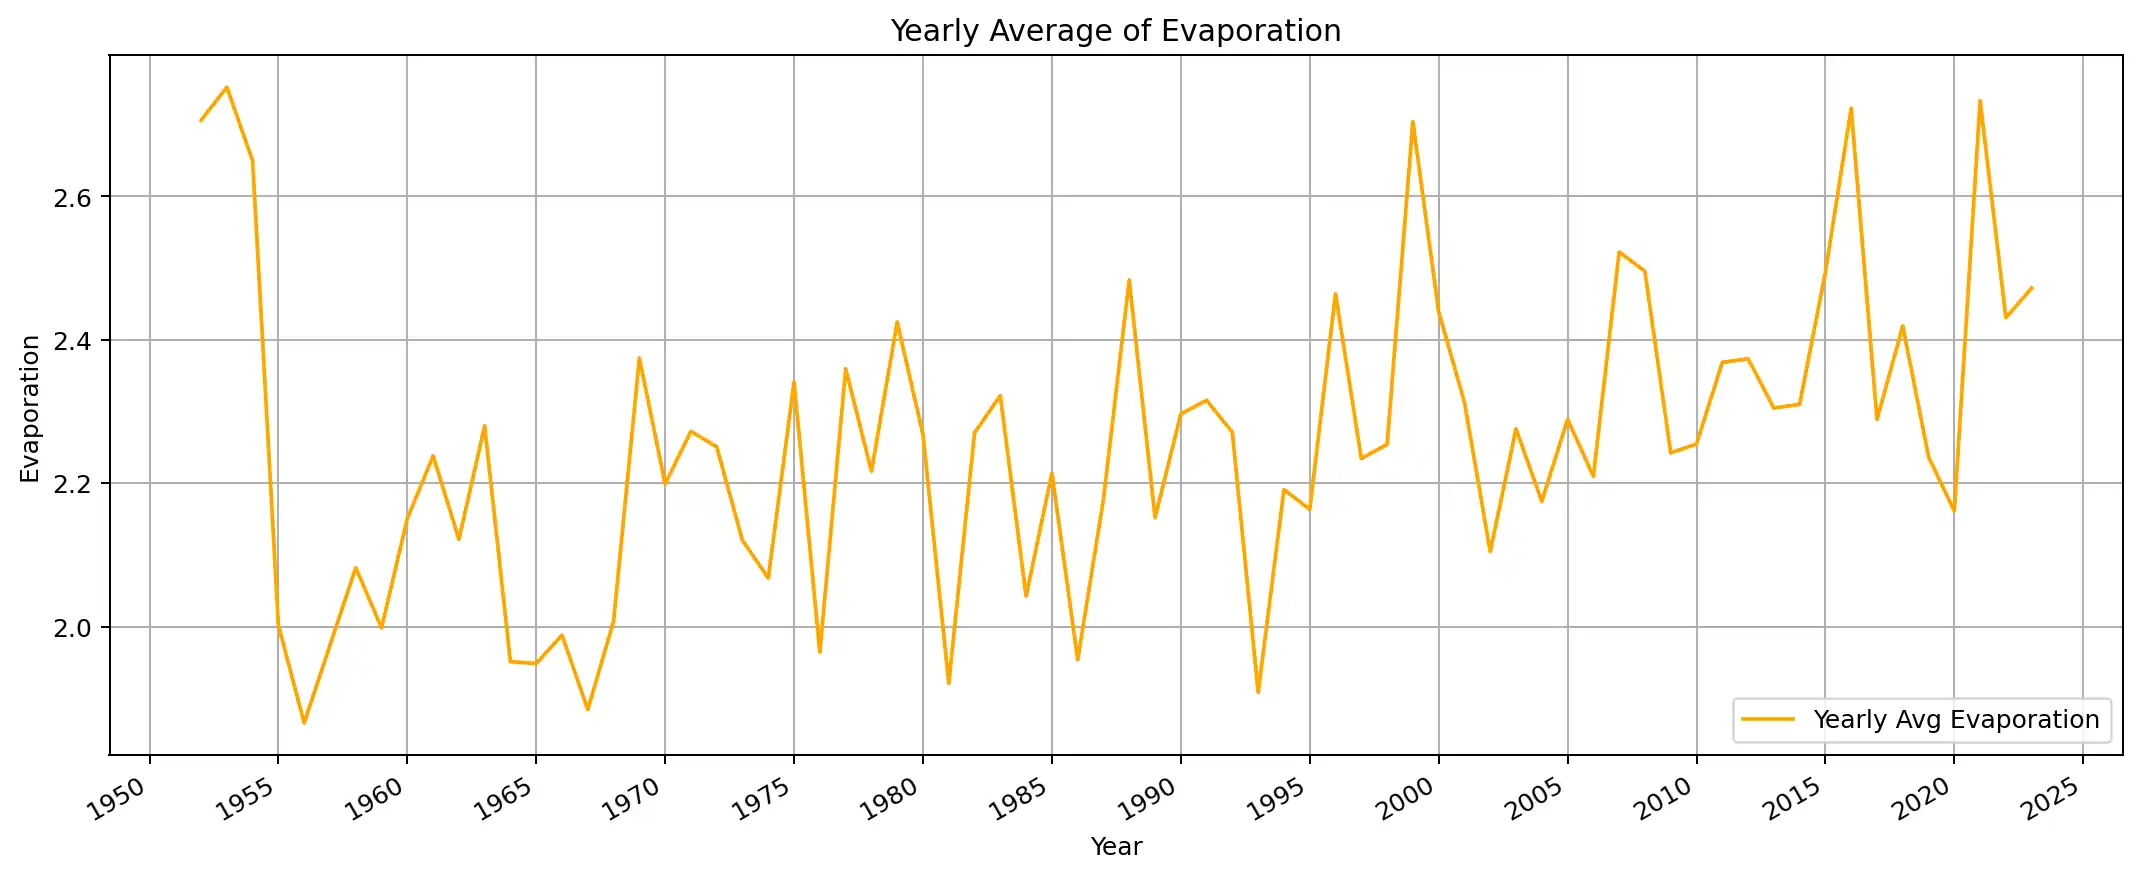 Yearly Average of Evaporation
Evaporation
2.6
2.4
2.2
2.0
Yearly Avg Evaporation
1950 1955 1960 1965 1970 1975 1980 1985 1990 1995 2000 2005 2010 2015 2020 2025
Year